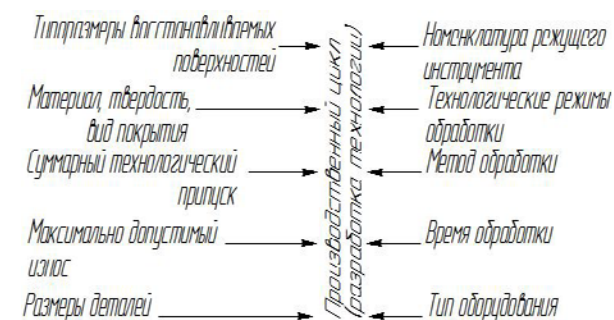 Типоразмеры восстанавливаемых
поверхностей
Материал, твердость,
вид покрытия
Суммарный технологический
припуск
Максимально допустимый
износ
Размеры деталей
Производственный цикл
(разработка технологии)
Номенклатура режущего
инструмента
Технологические режимы
обработки
Метод обработки
Время обработки
Тип оборудования